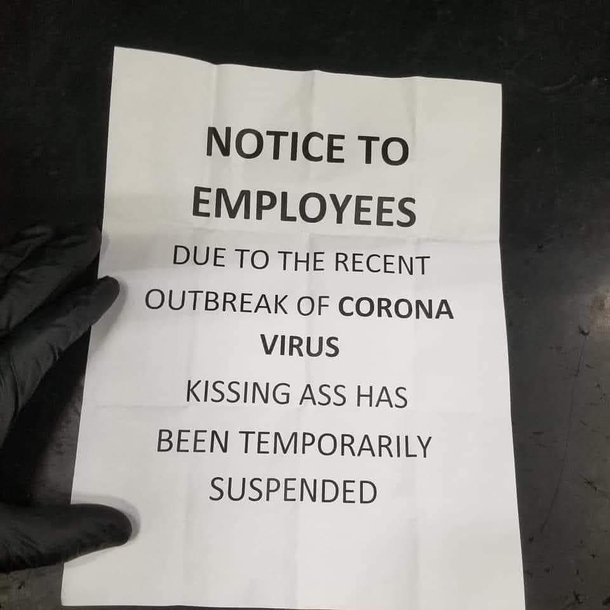 NOTICE TO
EMPLOYEES
DUE TO THE RECENT
OUTBREAK OF CORONA
VIRUS
KISSING ASS HAS
BEEN TEMPORARILY
SUSPENDED